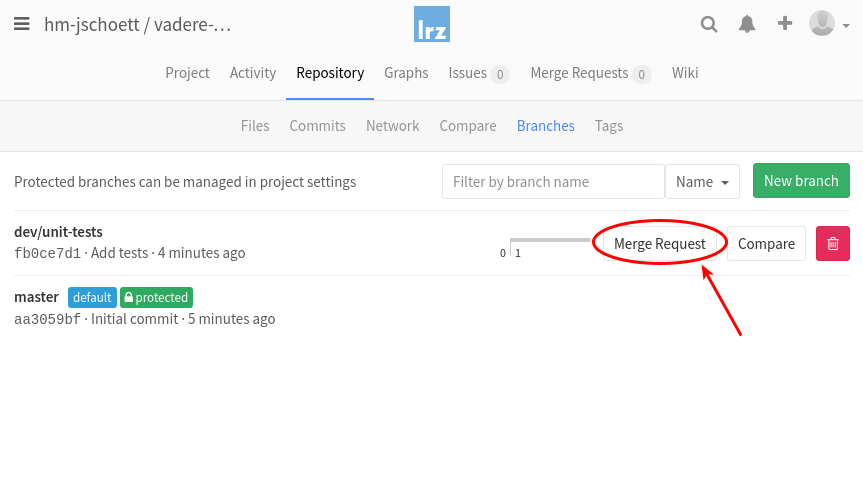 hm-jschoett / vadere-...
lrz
Project Activity Repository Graphs Issues 0 Merge Requests 0 Wiki
Files Commits Network Compare Branches Tags
Protected branches can be managed in project settings Filter by branch name Name New branch
dev/unit-tests
fb0ce7d1 · Add tests · 4 minutes ago 0 1 Merge Request Compare
master default protected
aa3059bf · Initial commit · 5 minutes ago